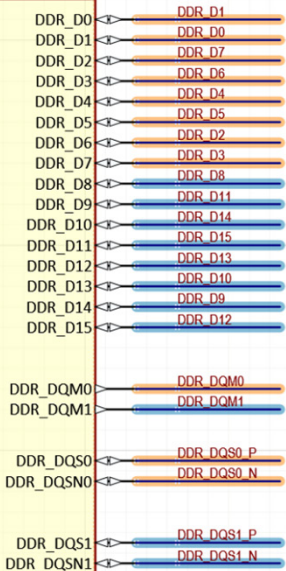 DDR_D0 DDR_D1
DDR_D1 DDR_D0
DDR_D2 DDR_D7
DDR_D3 DDR_D6
DDR_D4 DDR_D4
DDR_D5 DDR_D5
DDR_D6 DDR_D2
DDR_D7 DDR_D3
DDR_D8 DDR_D8
DDR_D9 DDR_D11
DDR_D10 DDR_D14
DDR_D11 DDR_D15
DDR_D12 DDR_D13
DDR_D13 DDR_D10
DDR_D14 DDR_D9
DDR_D15 DDR_D12
DDR_DQM0 DDR_DQM0
DDR_DQM1 DDR_DQM1
DDR_DQS0 DDR_DQS0_P
DDR_DQSN0 DDR_DQS0_N
DDR_DQS1 DDR_DQS1_P
DDR_DQSN1 DDR_DQS1_N